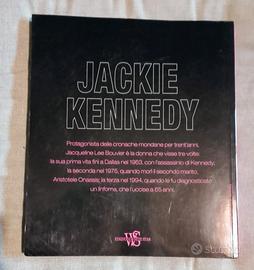 JACKIE
KENNEDY
Protagonista delle cronache mondane per trent'anni,
Jacqueline Lee Bouvier è la donna che visse tre volte:
la sua prima vita finì a Dallas nel 1963, con l'assassinio di Kennedy,
la seconda nel 1975, quando morì il secondo marito,
Aristotele Onassis; la terza nel 1994, quando le fu diagnosticato
un linfoma, che l'uccise a 65 anni.
WS
subito